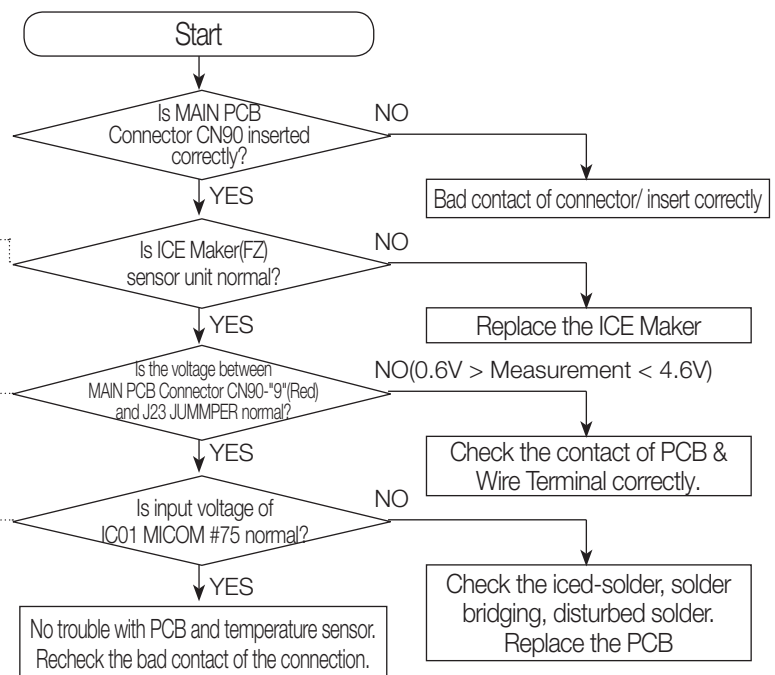 Start
Is MAIN PCB
Connector CN90 inserted
correctly?
NO
Bad contact of connector/ insert correctly
YES
Is ICE Maker(FZ)
sensor unit normal?
NO
Replace the ICE Maker
YES
Is the voltage between
MAIN PCB Connector CN90-"9"(Red)
and J23 JUMMPER normal?
NO(0.6V > Measurement < 4.6V)
Check the contact of PCB &
Wire Terminal correctly.
YES
Is input voltage of
IC01 MICOM #75 normal?
NO
Check the iced-solder, solder
bridging, disturbed solder.
Replace the PCB
YES
No trouble with PCB and temperature sensor.
Recheck the bad contact of the connection.